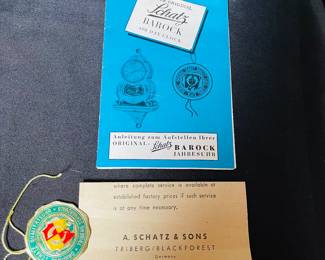 ORIGINAL
Schatz
BAROCK
400 DAY CLOCK
Anleitung zum Aufstellen Ihrer
ORIGINAL- Schatz BAROCK
JAHRESUHR
where complete service is available at
established factory prices if such service
is at any time necessary.
A. SCHATZ & SONS
TRIBERG/BLACKFOREST
Germany